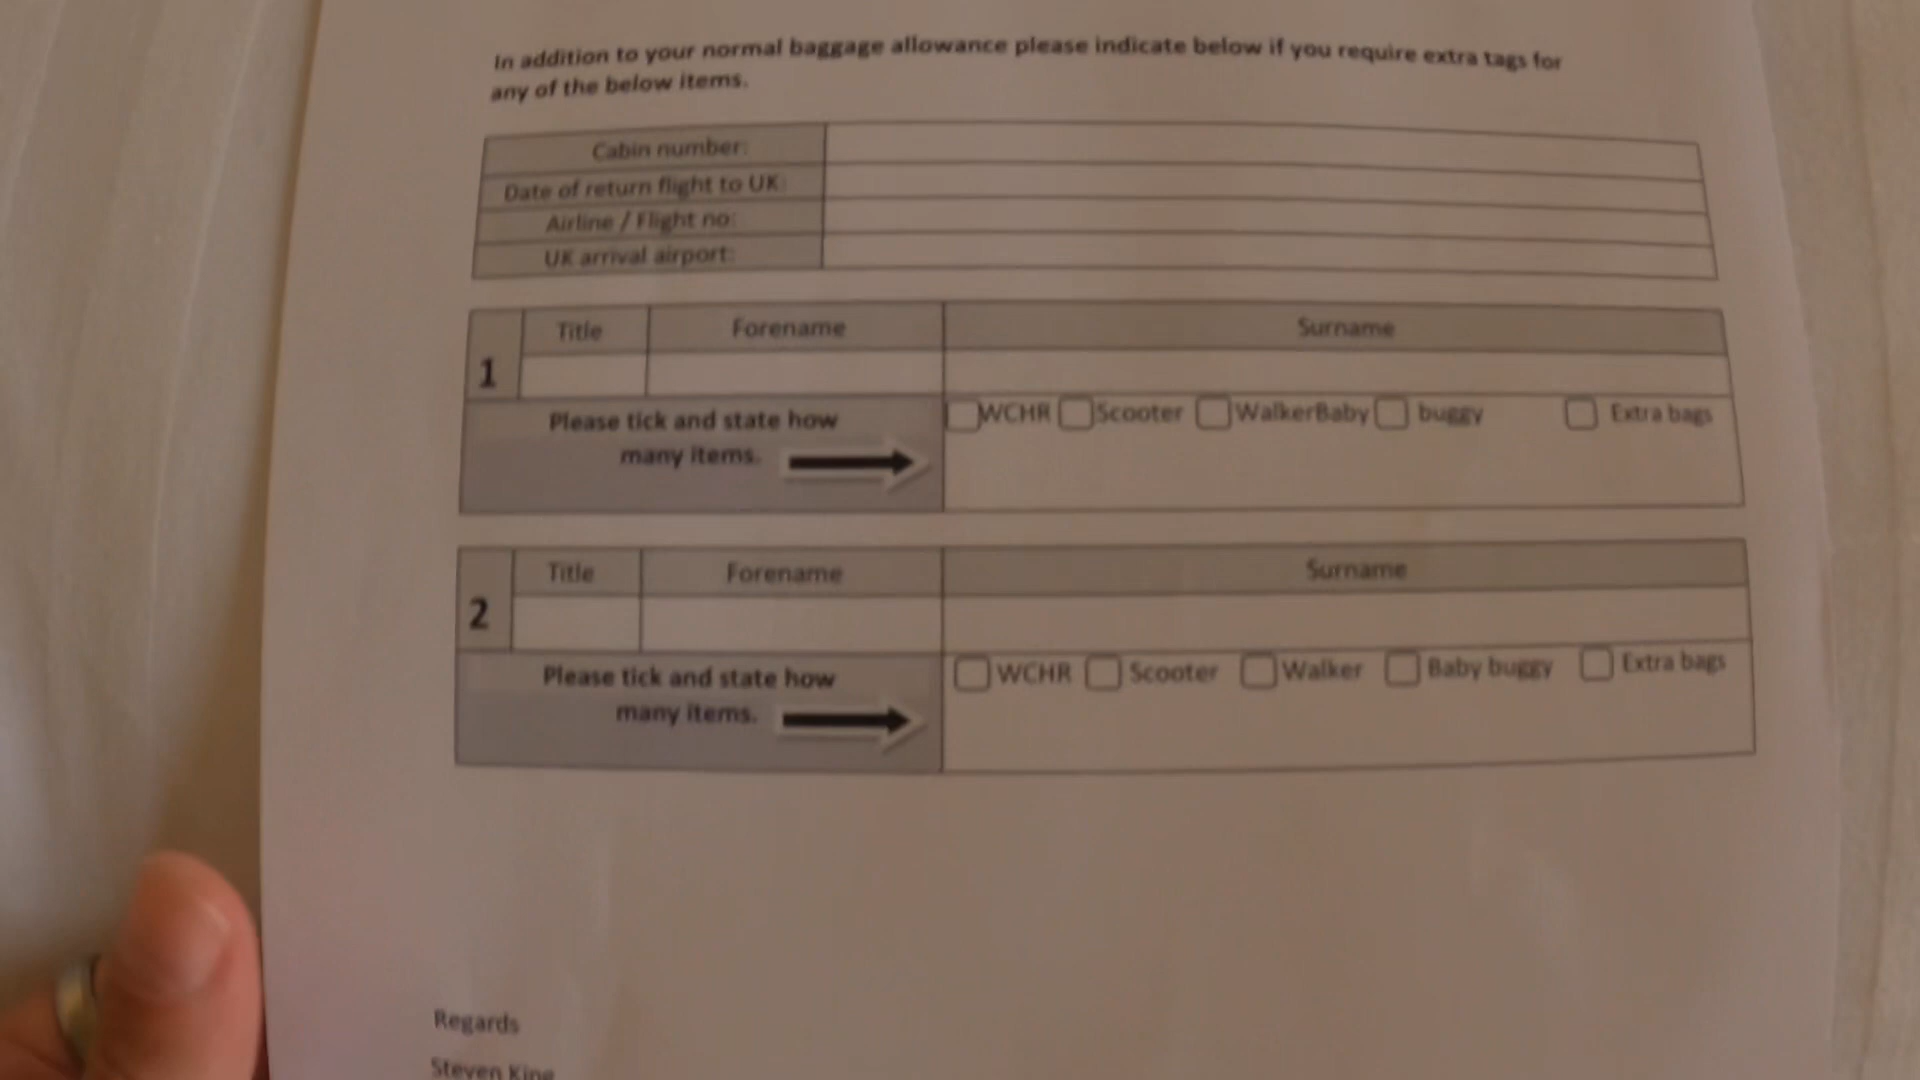 In addition to your normal baggage allowance please indicate below if you require extra tags for
any of the below items.
Cabin number:
Date of return flight to UK:
Airline / Flight no:
UK arrival airport:
1 Title Forename Surname
Please tick and state how
many items.
WCHR Scooter WalkerBaby buggy Extra bags
2 Title Forename Surname
Please tick and state how
many items.
WCHR Scooter Walker Baby buggy Extra bags
Regards
Steven King